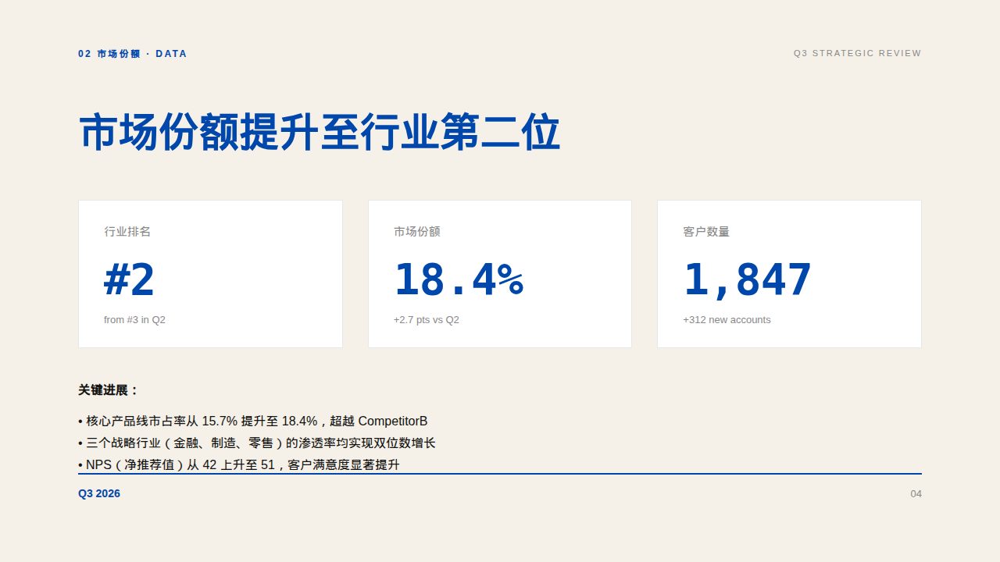 02 市场份额 · DATA
Q3 STRATEGIC REVIEW
市场份额提升至行业第二位
行业排名
#2
from #3 in Q2
市场份额
18.4%
+2.7 pts vs Q2
客户数量
1,847
+312 new accounts
关键进展：
• 核心产品线市占率从 15.7% 提升至 18.4%，超越 CompetitorB
• 三个战略行业（金融、制造、零售）的渗透率均实现双位数增长
• NPS（净推荐值）从 42 上升至 51，客户满意度显著提升
Q3 2026
04